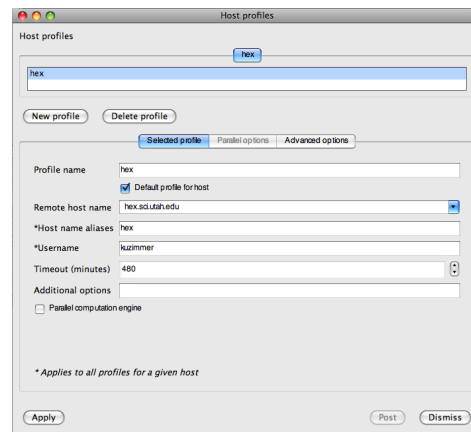 Host profiles
Host profiles
hex
hex
New profile Delete profile
Selected profile Parallel options Advanced options
Profile name hex
Default profile for host
Remote host name hex.sci.utah.edu
*Host name aliases hex
*Username kuzimmer
Timeout (minutes) 480
Additional options
Parallel computation engine
* Applies to all profiles for a given host
Apply Post Dismiss